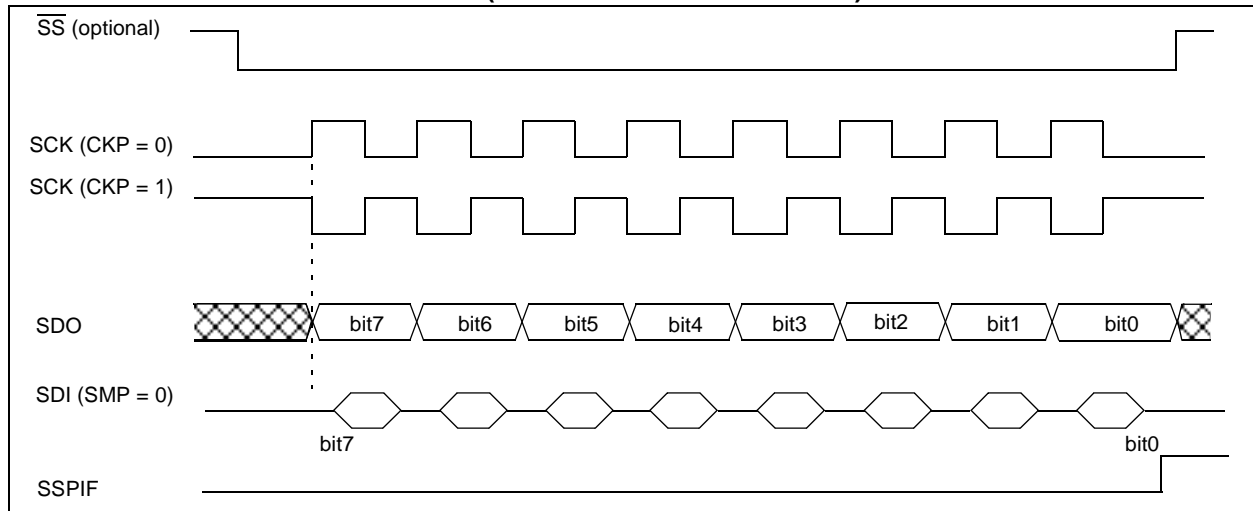 SS (optional)
SCK (CKP = 0)
SCK (CKP = 1)
SDO
bit7 bit6 bit5 bit4 bit3 bit2 bit1 bit0
SDI (SMP = 0)
bit7 bit0
SSPIF